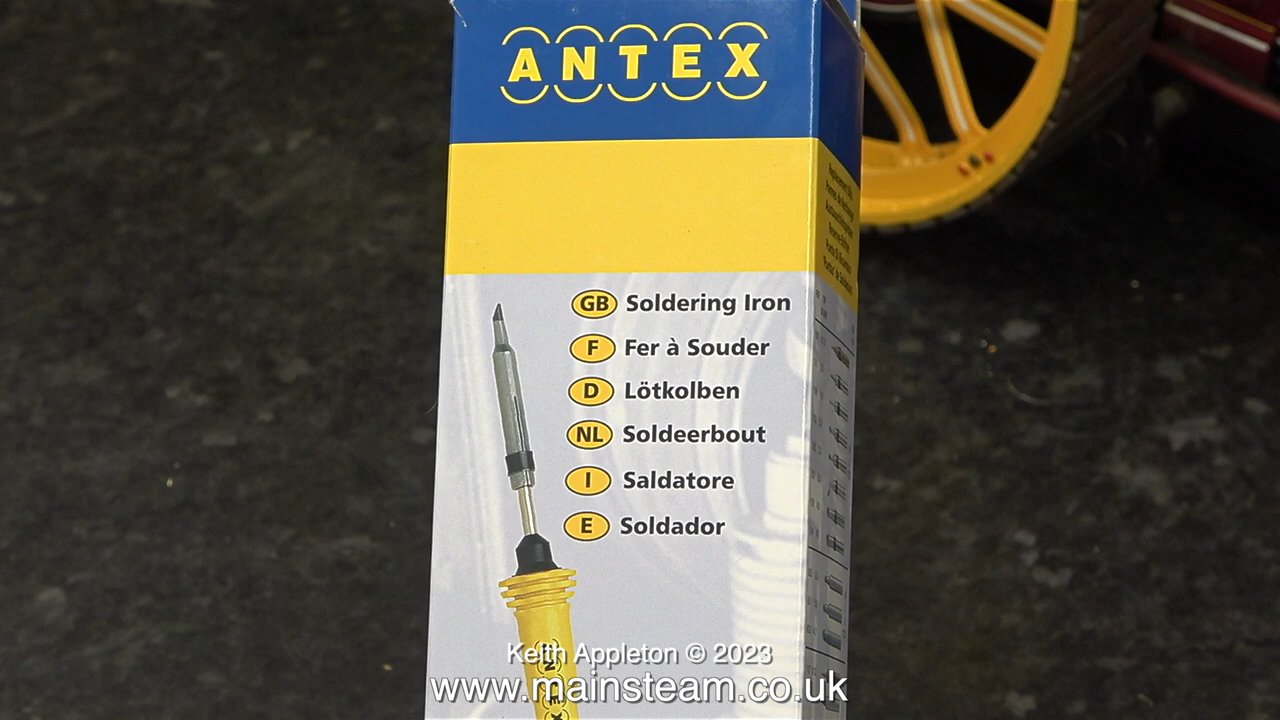 ANTEX
GB Soldering Iron
F Fer à Souder
D Lötkolben
NL Soldeerbout
I Saldatore
E Soldador
Keith Appleton © 2023
www.mainsteam.co.uk